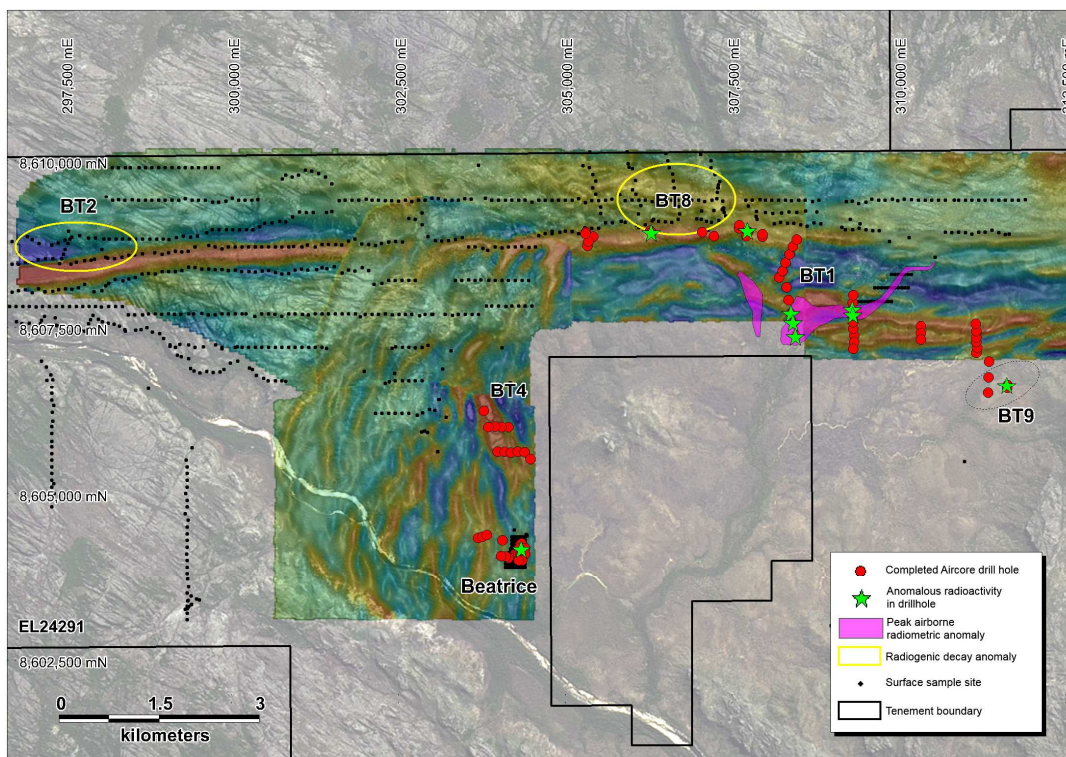 297,500 mE
300,000 mE
302,500 mE
305,000 mE
307,500 mE
310,000 mE
8,610,000 mN
BT2
BT8
BT1
8,607,500 mN
BT4
BT9
8,605,000 mN
Beatrice
EL24291
8,602,500 mN
0 1.5 3
kilometers
Completed Aircore drill hole
Anomalous radioactivity
in drillhole
Peak airborne
radiometric anomaly
Radiogenic decay anomaly
Surface sample site
Tenement boundary